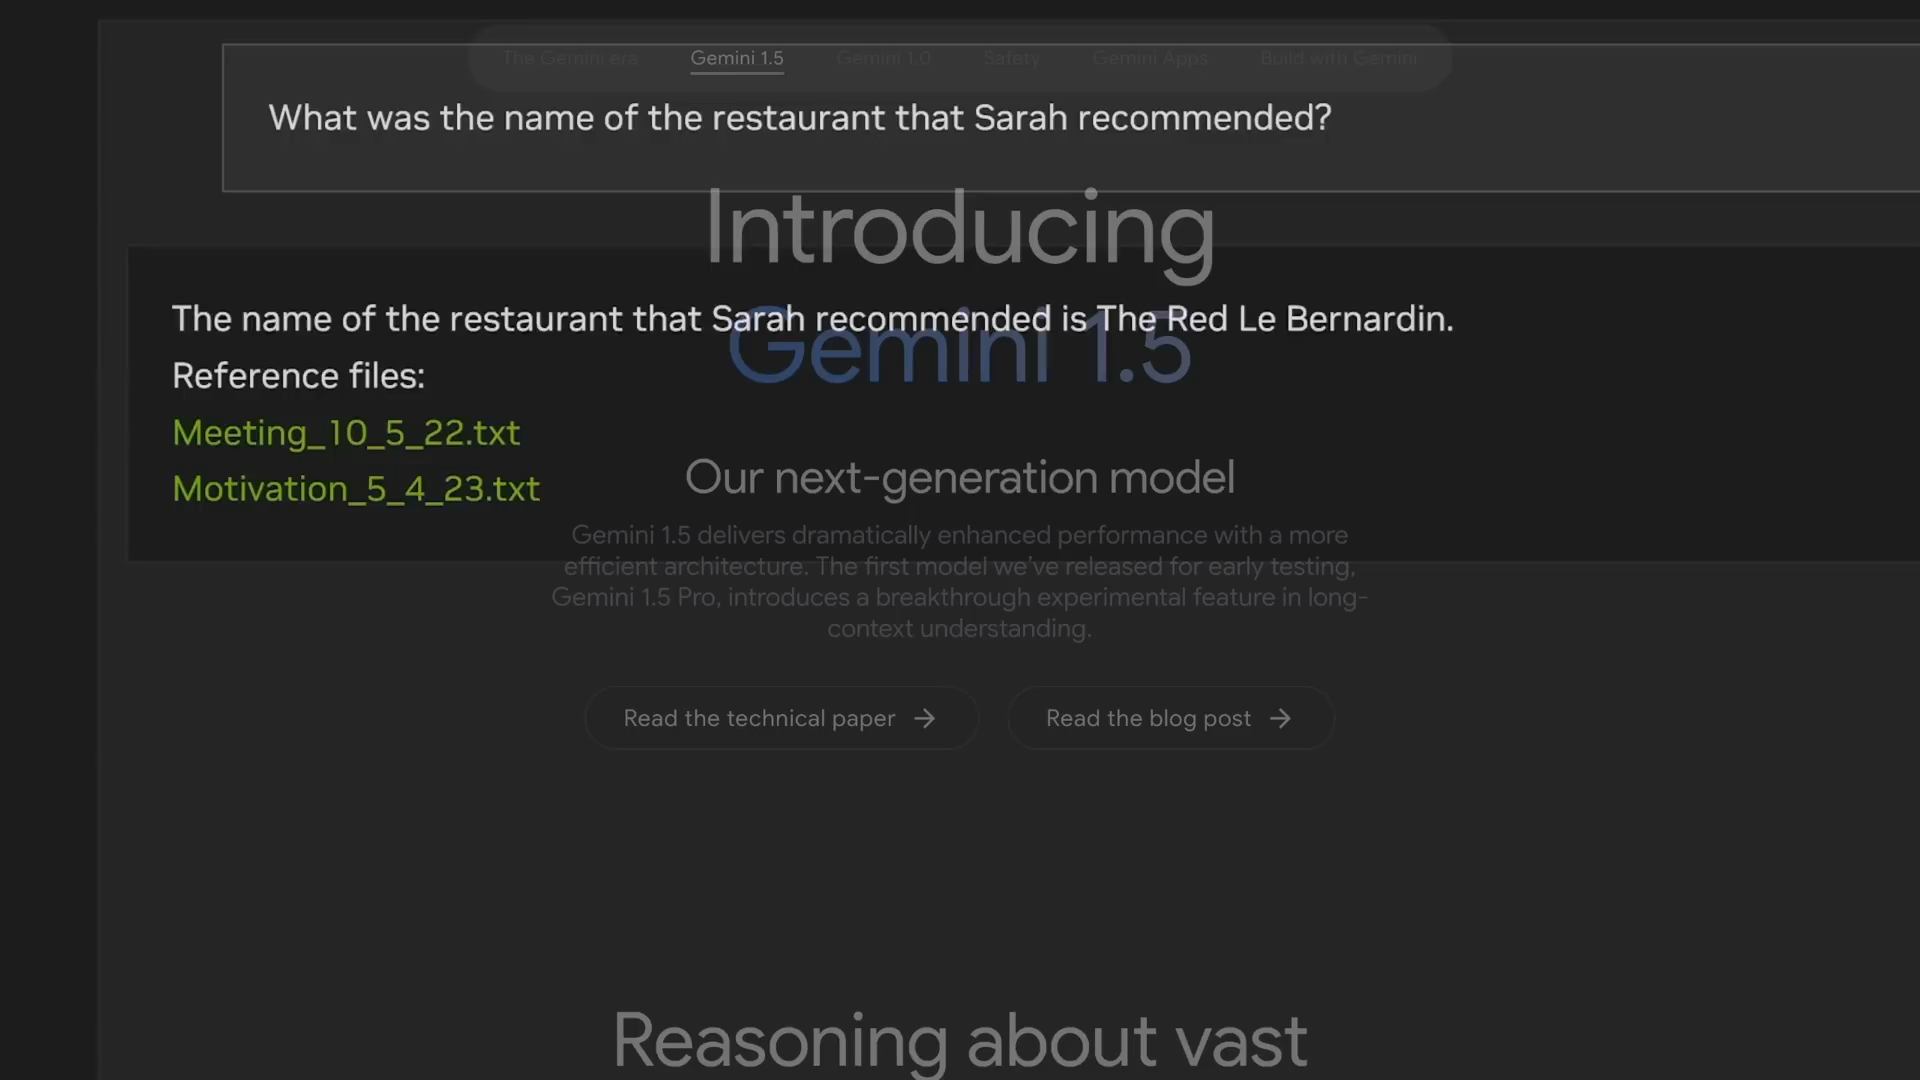 The Gemini era Gemini 1.5 Gemini 1.0 Safety Gemini Apps Build with Gemini
What was the name of the restaurant that Sarah recommended?
Introducing
Gemini 1.5
The name of the restaurant that Sarah recommended is The Red Le Bernardin.
Reference files:
Meeting_10_5_22.txt
Motivation_5_4_23.txt
Our next-generation model
Gemini 1.5 delivers dramatically enhanced performance with a more
efficient architecture. The first model we've released for early testing,
Gemini 1.5 Pro, introduces a breakthrough experimental feature in long-
context understanding.
Read the technical paper →
Read the blog post →
Reasoning about vast